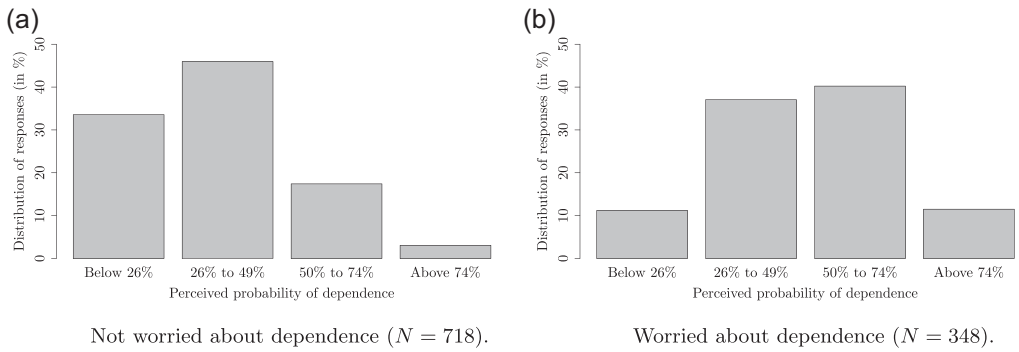 (a)
Distribution of responses (in %)
50
40
30
20
10
0
Below 26% 26% to 49% 50% to 74% Above 74%
Perceived probability of dependence
Not worried about dependence (N = 718).
(b)
Distribution of responses (in %)
50
40
30
20
10
0
Below 26% 26% to 49% 50% to 74% Above 74%
Perceived probability of dependence
Worried about dependence (N = 348).